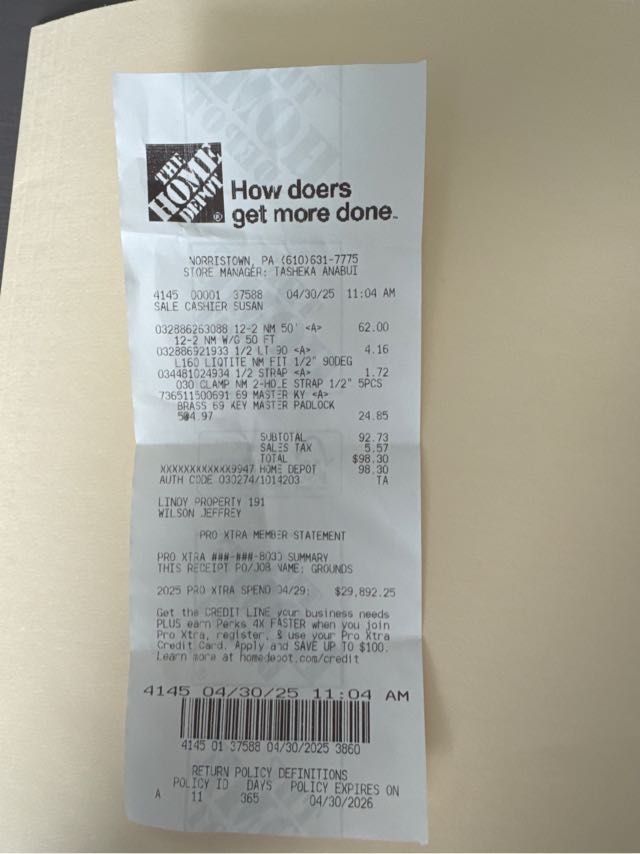 THE
HOME
DEPOT
®
How doers
get more done™
NORRISTOWN, PA (610)631-7775
STORE MANAGER: TASHEKA ANABUI
4145 00001 37588 04/30/25 11:04 AM
SALE CASHIER SUSAN
032886263088 12-2 NM 50' <A> 62.00
12-2 NM W/G 50 FT
032886921933 1/2 LT 90 <A> 4.16
L160 LIQTITE NM FIT 1/2" 90DEG
034481024934 1/2 STRAP <A> 1.72
030 CLAMP NM 2-HOLE STRAP 1/2" 5PCS
736511500691 69 MASTER KY <A>
BRASS 69 KEY MASTER PADLOCK
5@4.97 24.85
SUBTOTAL 92.73
SALES TAX 5.57
TOTAL $98.30
XXXXXXXXXXXX9947 HOME DEPOT 98.30
AUTH CODE 030274/1014203 TA
LINDY PROPERTY 191
WILSON JEFFREY
PRO XTRA MEMBER STATEMENT
PRO XTRA ###-###-8030 SUMMARY
THIS RECEIPT PO/JOB NAME: GROUNDS
2025 PRO XTRA SPEND 04/29: $29,892.25
Get the CREDIT LINE your business needs
PLUS earn Perks 4X FASTER when you join
Pro Xtra, register, & use your Pro Xtra
Credit Card. Apply and SAVE UP TO $100.
Learn more at homedepot.com/credit
4145 04/30/25 11:04 AM
4145 01 37588 04/30/2025 3860
RETURN POLICY DEFINITIONS
POLICY ID DAYS POLICY EXPIRES ON
A 11 365 04/30/2026